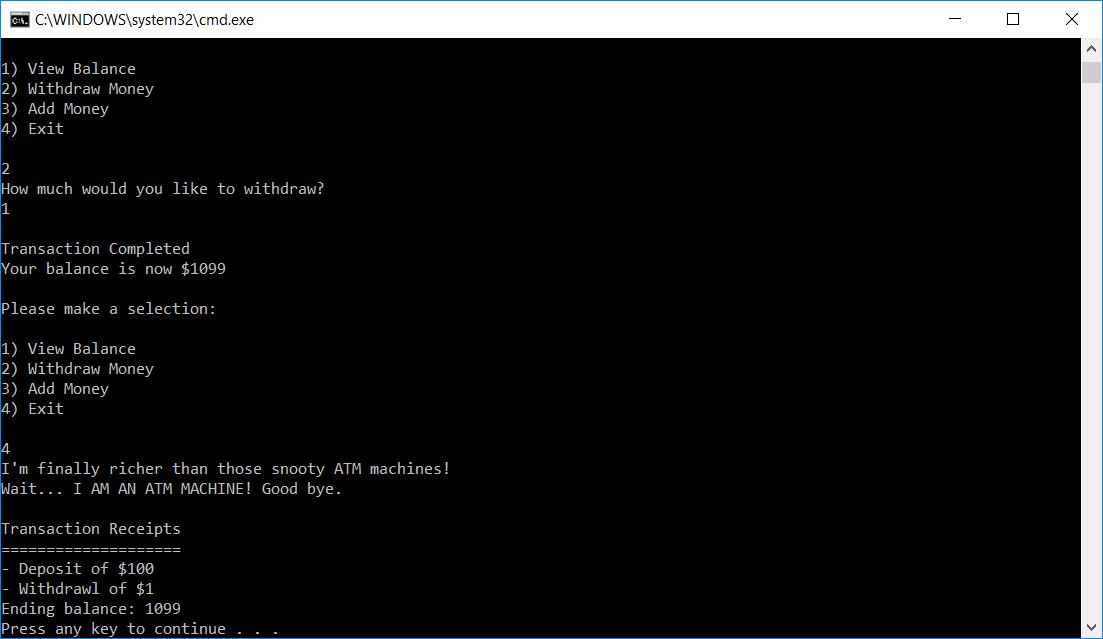 C:\WINDOWS\system32\cmd.exe
1) View Balance
2) Withdraw Money
3) Add Money
4) Exit
2
How much would you like to withdraw?
1
Transaction Completed
Your balance is now $1099
Please make a selection:
1) View Balance
2) Withdraw Money
3) Add Money
4) Exit
4
I'm finally richer than those snooty ATM machines!
Wait... I AM AN ATM MACHINE! Good bye.
Transaction Receipts
====================
- Deposit of $100
- Withdrawl of $1
Ending balance: 1099
Press any key to continue . . .